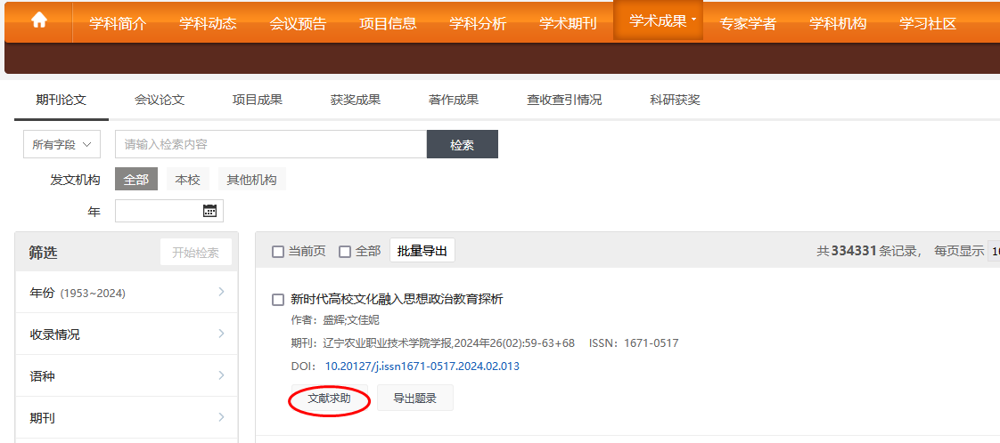 学科简介 学科动态 会议预告 项目信息 学科分析 学术期刊 学术成果 专家学者 学科机构 学习社区
期刊论文 会议论文 项目成果 获奖成果 著作成果 查收查引情况 科研获奖
所有字段 请输入检索内容 检索
发文机构 全部 本校 其他机构
年
筛选 开始检索
当前页 全部 批量导出 共334331条记录， 每页显示 10
年份 (1953~2024)
收录情况
语种
期刊
新时代高校文化融入思想政治教育探析
作者：盛辉;文佳妮
期刊：辽宁农业职业技术学院学报,2024年26(02):59-63+68 ISSN：1671-0517
DOI： 10.20127/j.issn1671-0517.2024.02.013
文献求助 导出题录